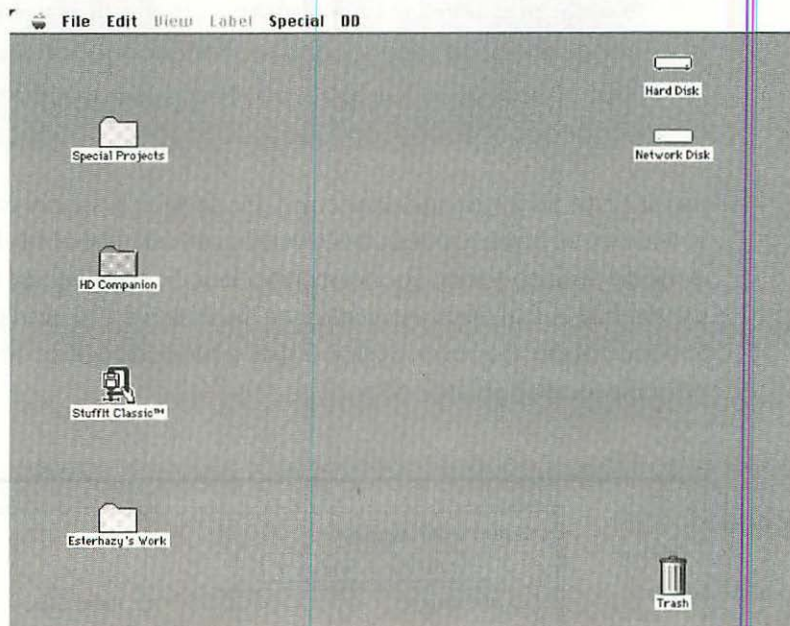 File Edit View Label Special DD
Hard Disk
Special Projects
Network Disk
HD Companion
StuffIt Classic™
Esterhazy's Work
Trash